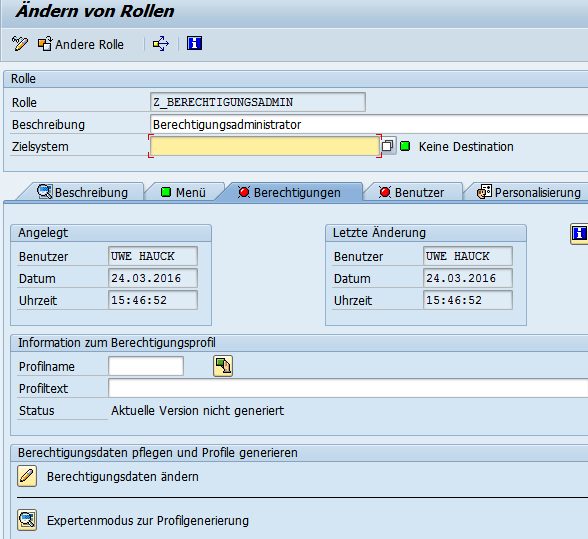 Ändern von Rollen
Andere Rolle
Rolle
Rolle Z_BERECHTIGUNGSADMIN
Beschreibung Berechtigungsadministrator
Zielsystem Keine Destination
Beschreibung Menü Berechtigungen Benutzer Personalisierung
Angelegt Letzte Änderung
Benutzer UWE HAUCK Benutzer UWE HAUCK
Datum 24.03.2016 Datum 24.03.2016
Uhrzeit 15:46:52 Uhrzeit 15:46:52
Information zum Berechtigungsprofil
Profilname
Profiltext
Status Aktuelle Version nicht generiert
Berechtigungsdaten pflegen und Profile generieren
Berechtigungsdaten ändern
Expertenmodus zur Profilgenerierung